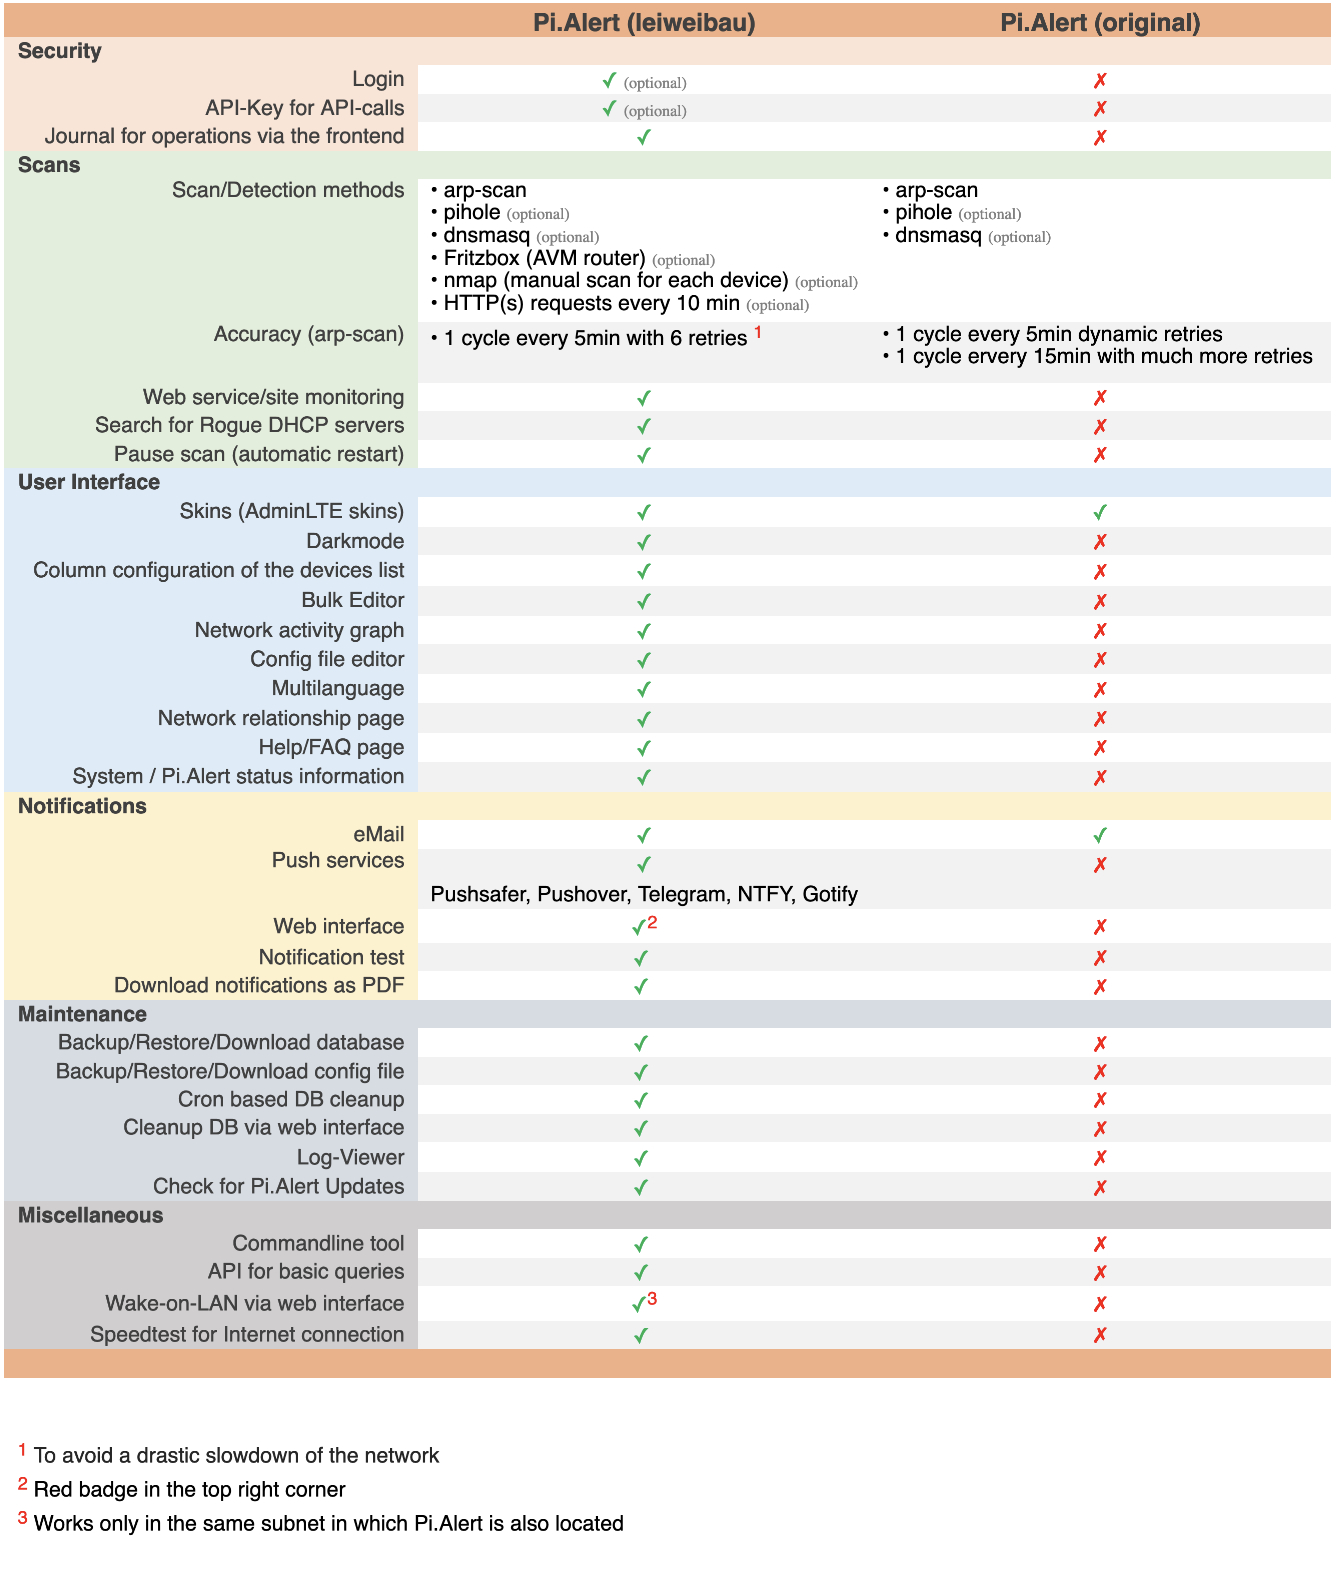 Pi.Alert (leiweibau) Pi.Alert (original)
Security
Login ✓ (optional) ✗
API-Key for API-calls ✓ (optional) ✗
Journal for operations via the frontend ✓ ✗
Scans
Scan/Detection methods • arp-scan • arp-scan
• pihole (optional) • pihole (optional)
• dnsmasq (optional) • dnsmasq (optional)
• Fritzbox (AVM router) (optional)
• nmap (manual scan for each device) (optional)
• HTTP(s) requests every 10 min (optional)
Accuracy (arp-scan) • 1 cycle every 5min with 6 retries 1 • 1 cycle every 5min dynamic retries
• 1 cycle ervery 15min with much more retries
Web service/site monitoring ✓ ✗
Search for Rogue DHCP servers ✓ ✗
Pause scan (automatic restart) ✓ ✗
User Interface
Skins (AdminLTE skins) ✓ ✓
Darkmode ✓ ✗
Column configuration of the devices list ✓ ✗
Bulk Editor ✓ ✗
Network activity graph ✓ ✗
Config file editor ✓ ✗
Multilanguage ✓ ✗
Network relationship page ✓ ✗
Help/FAQ page ✓ ✗
System / Pi.Alert status information ✓ ✗
Notifications
eMail ✓ ✓
Push services ✓ ✗
Pushsafer, Pushover, Telegram, NTFY, Gotify
Web interface ✓2 ✗
Notification test ✓ ✗
Download notifications as PDF ✓ ✗
Maintenance
Backup/Restore/Download database ✓ ✗
Backup/Restore/Download config file ✓ ✗
Cron based DB cleanup ✓ ✗
Cleanup DB via web interface ✓ ✗
Log-Viewer ✓ ✗
Check for Pi.Alert Updates ✓ ✗
Miscellaneous
Commandline tool ✓ ✗
API for basic queries ✓ ✗
Wake-on-LAN via web interface ✓3 ✗
Speedtest for Internet connection ✓ ✗
1 To avoid a drastic slowdown of the network
2 Red badge in the top right corner
3 Works only in the same subnet in which Pi.Alert is also located